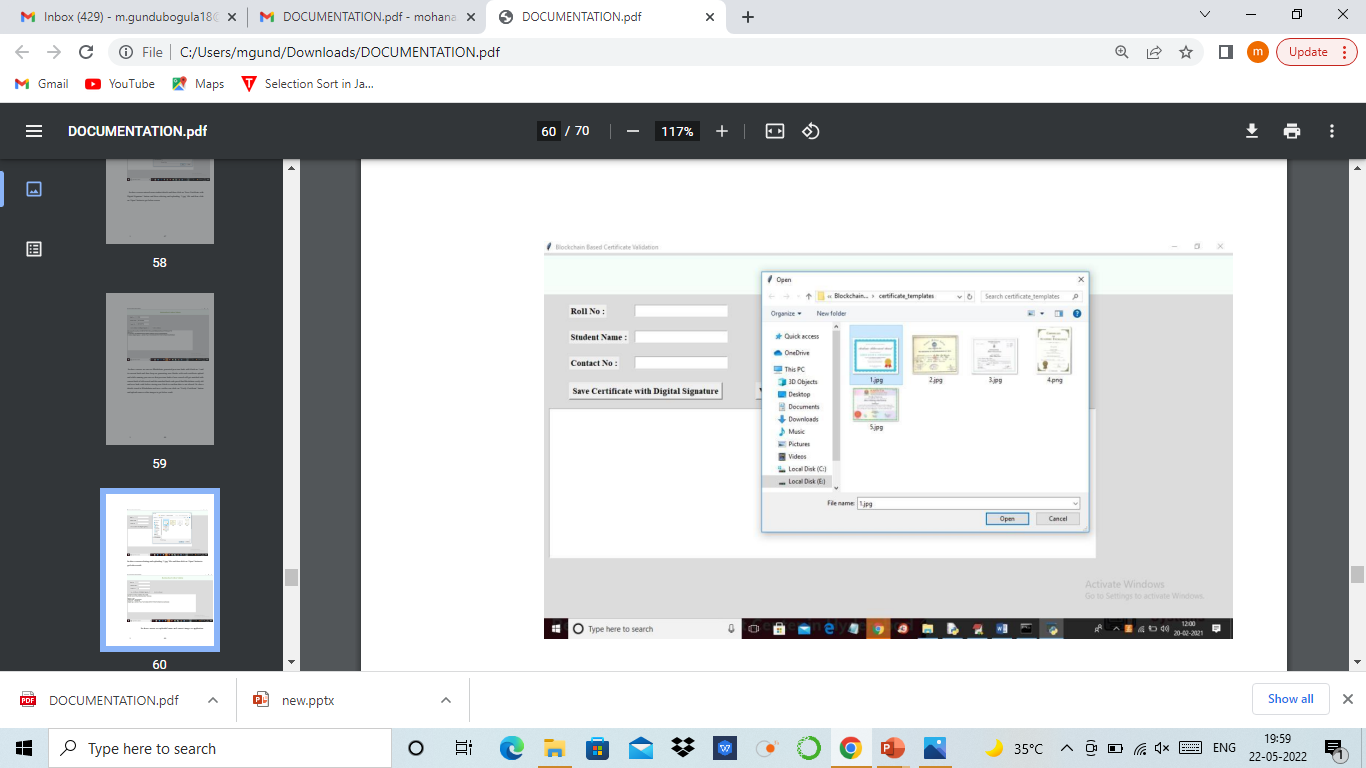 Inbox (429) - m.gundubogula18@
DOCUMENTATION.pdf - mohana
DOCUMENTATION.pdf
File
C:/Users/mgund/Downloads/DOCUMENTATION.pdf
m
Update
Gmail
YouTube
Maps
Selection Sort in Ja...
DOCUMENTATION.pdf
60 / 70
117%
58
59
60
Blockchain Based Certificate Validation
Roll No :
Student Name :
Contact No :
Save Certificate with Digital Signature
Open
« Blockchain... › certificate_templates
Search certificate_templates
Organize
New folder
Quick access
OneDrive
This PC
3D Objects
Desktop
Documents
Downloads
Music
Pictures
Videos
Local Disk (C:)
Local Disk (E:)
1.jpg
2.jpg
3.jpg
4.png
5.jpg
File name: 1.jpg
Open
Cancel
Activate Windows
Go to Settings to activate Windows.
Type here to search
12:00
20-02-2021
DOCUMENTATION.pdf
new.pptx
Show all
Type here to search
35°C
ENG
19:59
22-05-2022
1